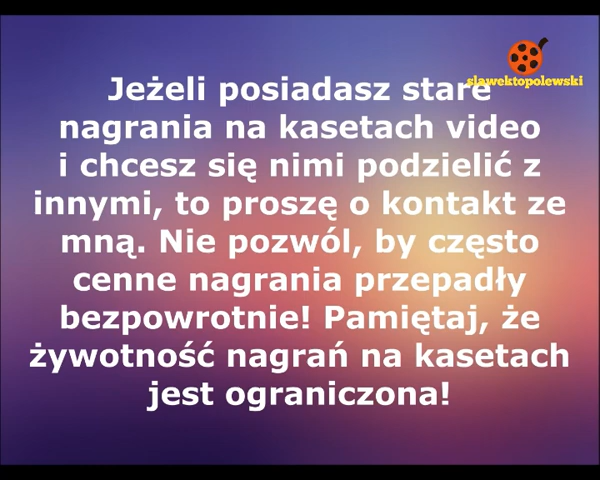 slawektopolewski
Jeżeli posiadasz stare
nagrania na kasetach video
i chcesz się nimi podzielić z
innymi, to proszę o kontakt ze
mną. Nie pozwól, by często
cenne nagrania przepadły
bezpowrotnie! Pamiętaj, że
żywotność nagrań na kasetach
jest ograniczona!